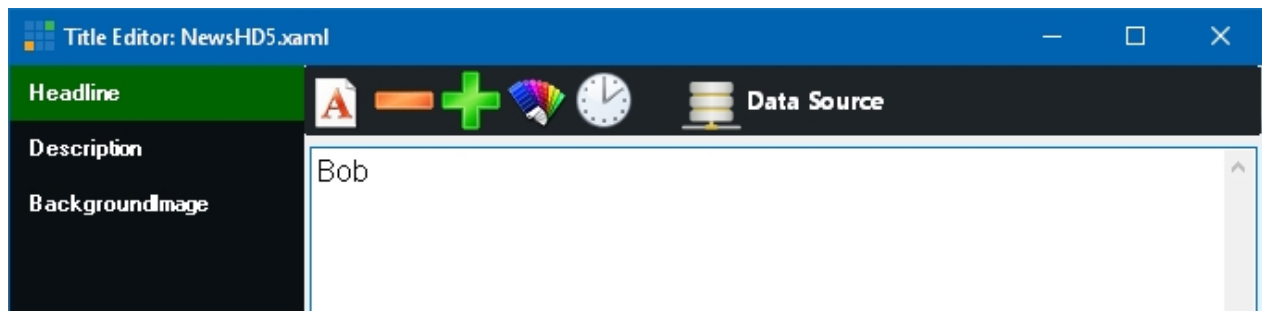 Title Editor: NewsHD5.xaml
Headline
A
Data Source
Description
Bob
BackgroundImage